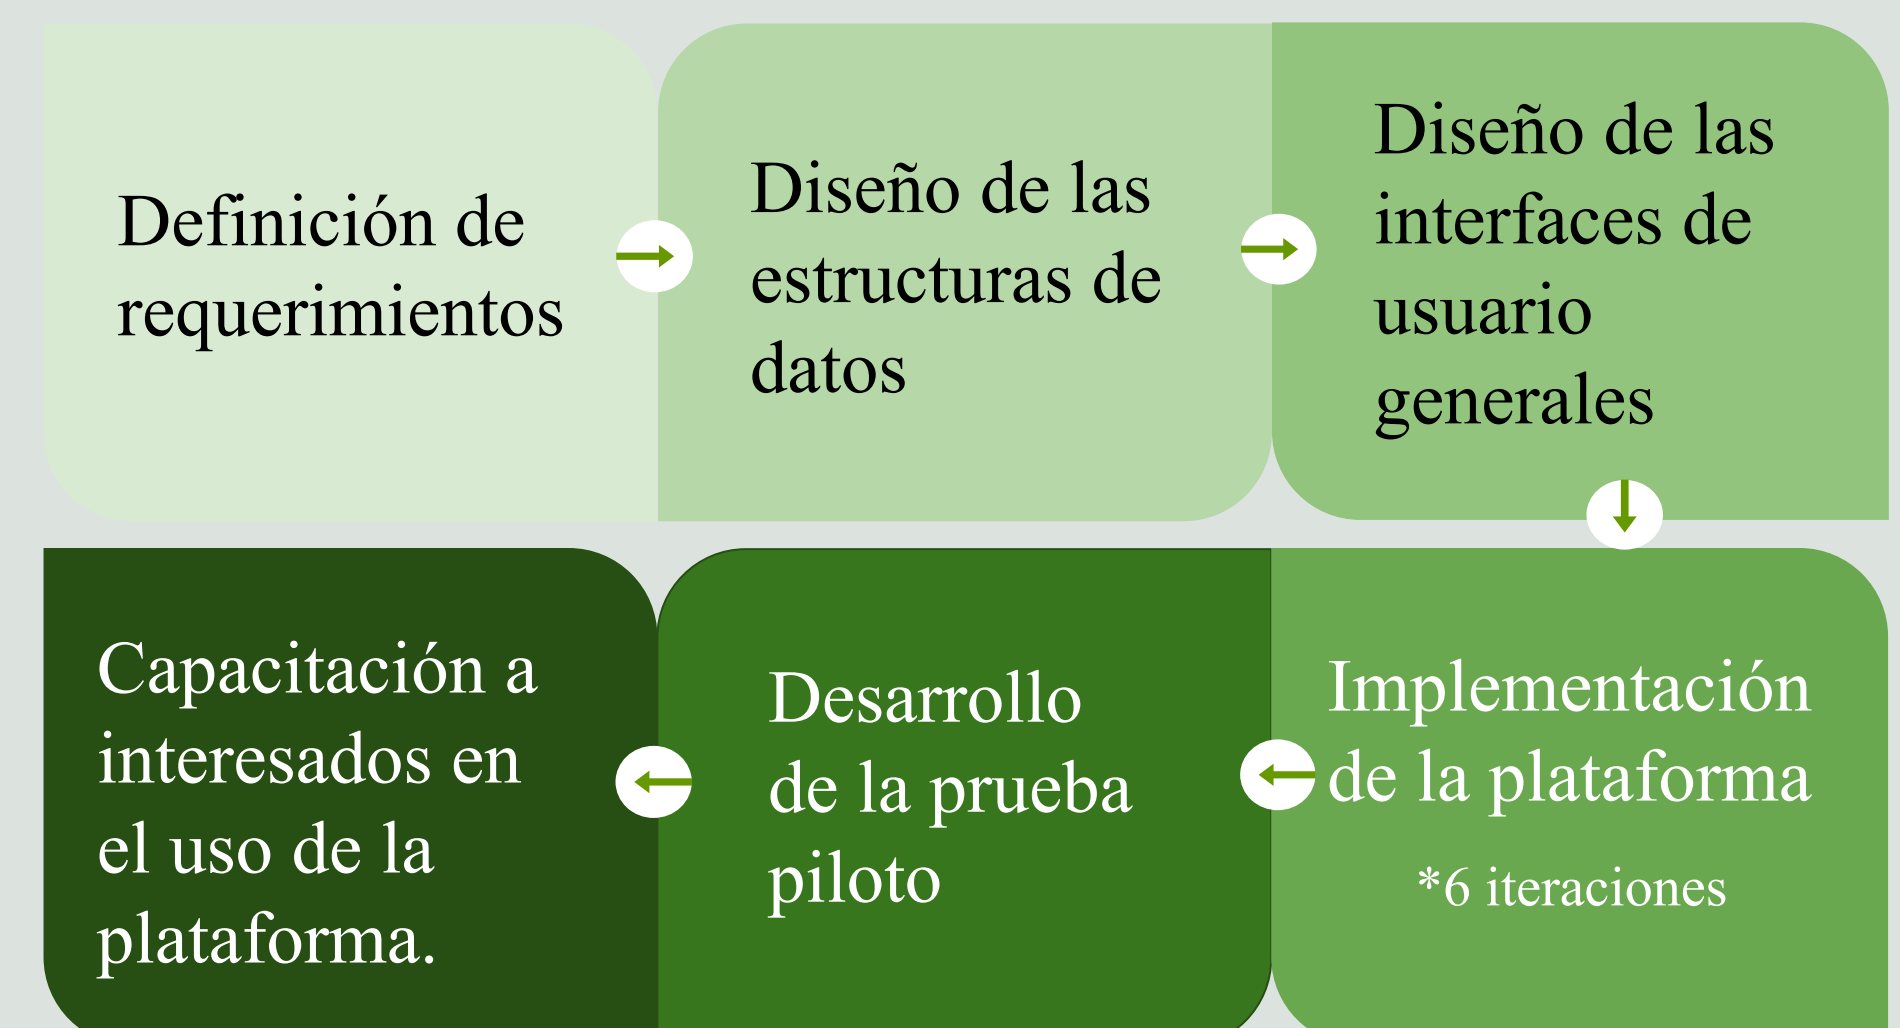 Definición de
requerimientos
Diseño de las
estructuras de
datos
Diseño de las
interfaces de
usuario
generales
Implementación
de la plataforma
*6 iteraciones
Desarrollo
de la prueba
piloto
Capacitación a
interesados en
el uso de la
plataforma.